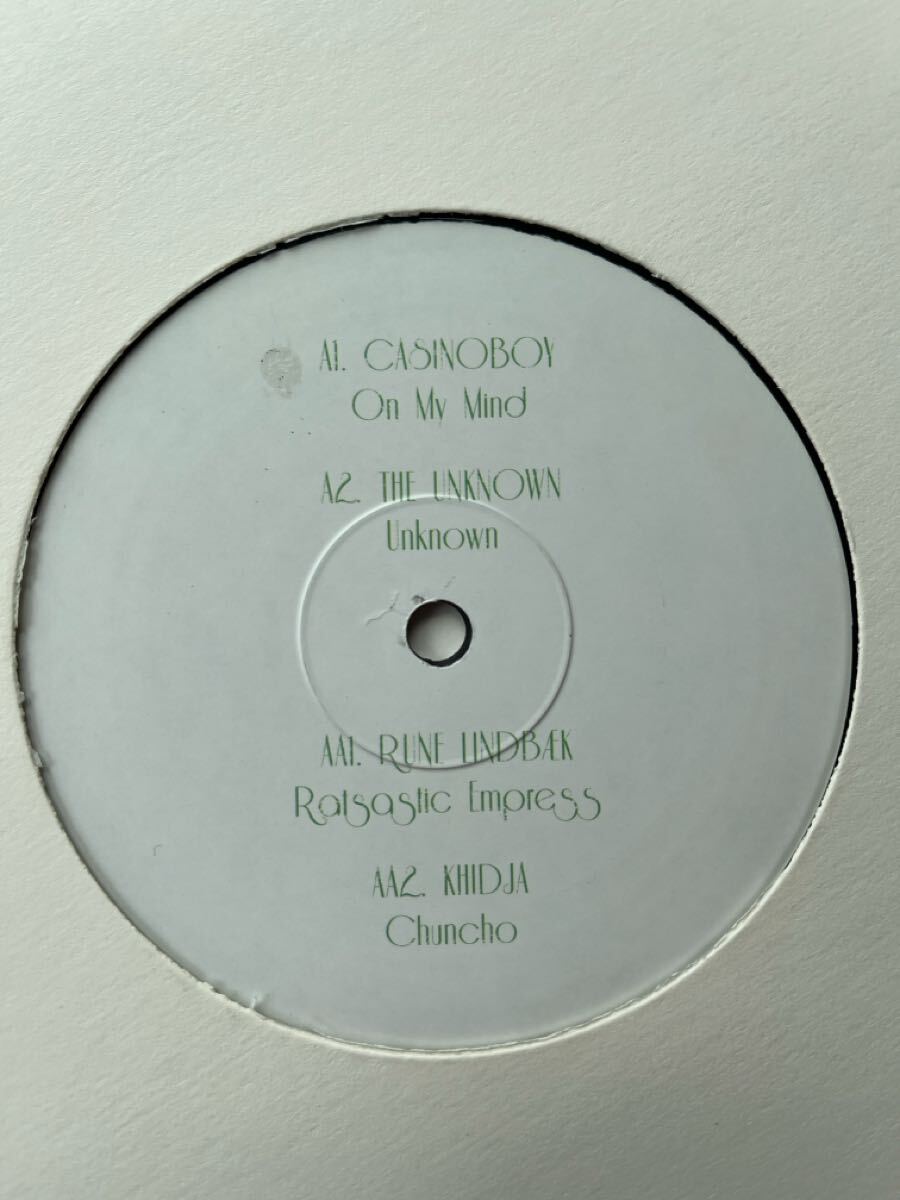 A1. CASINOBOY
On My Mind
A2. THE UNKNOWN
Unknown
AA1. RUNE LINDBÆK
Ratsastic Empress
AA2. KHIDJA
Chuncho